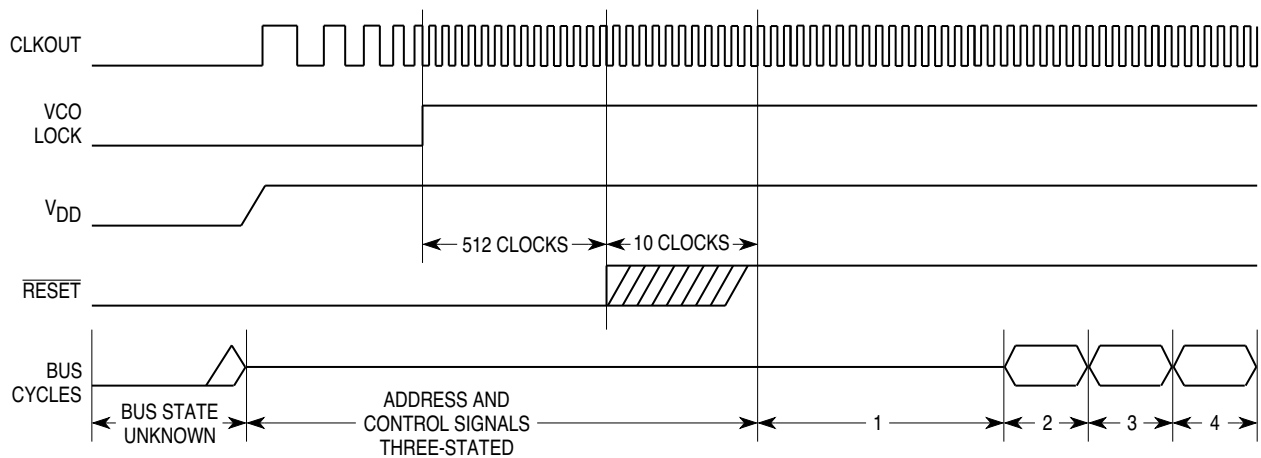 CLKOUT
VCO
LOCK
VDD
512 CLOCKS
10 CLOCKS
RESET
BUS
CYCLES
BUS STATE
UNKNOWN
ADDRESS AND
CONTROL SIGNALS
THREE-STATED
1
2
3
4